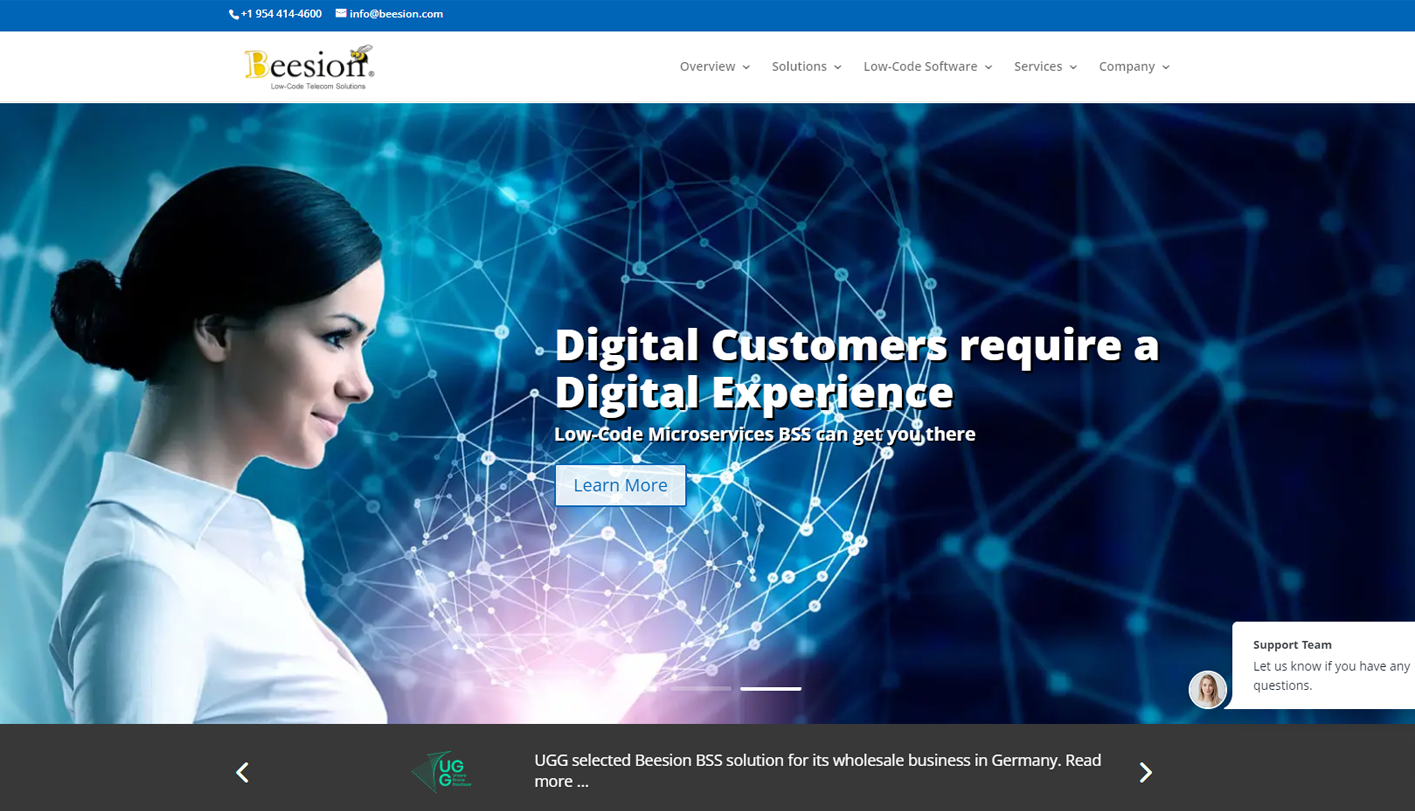 +1 954 414-4600 info@beesion.com
Beesion®
Low-Code Telecom Solutions
Overview Solutions Low-Code Software Services Company
Digital Customers require a
Digital Experience
Low-Code Microservices BSS can get you there
Learn More
Support Team
Let us know if you have any
questions.
UGG
UGG selected Beesion BSS solution for its wholesale business in Germany. Read
more ...